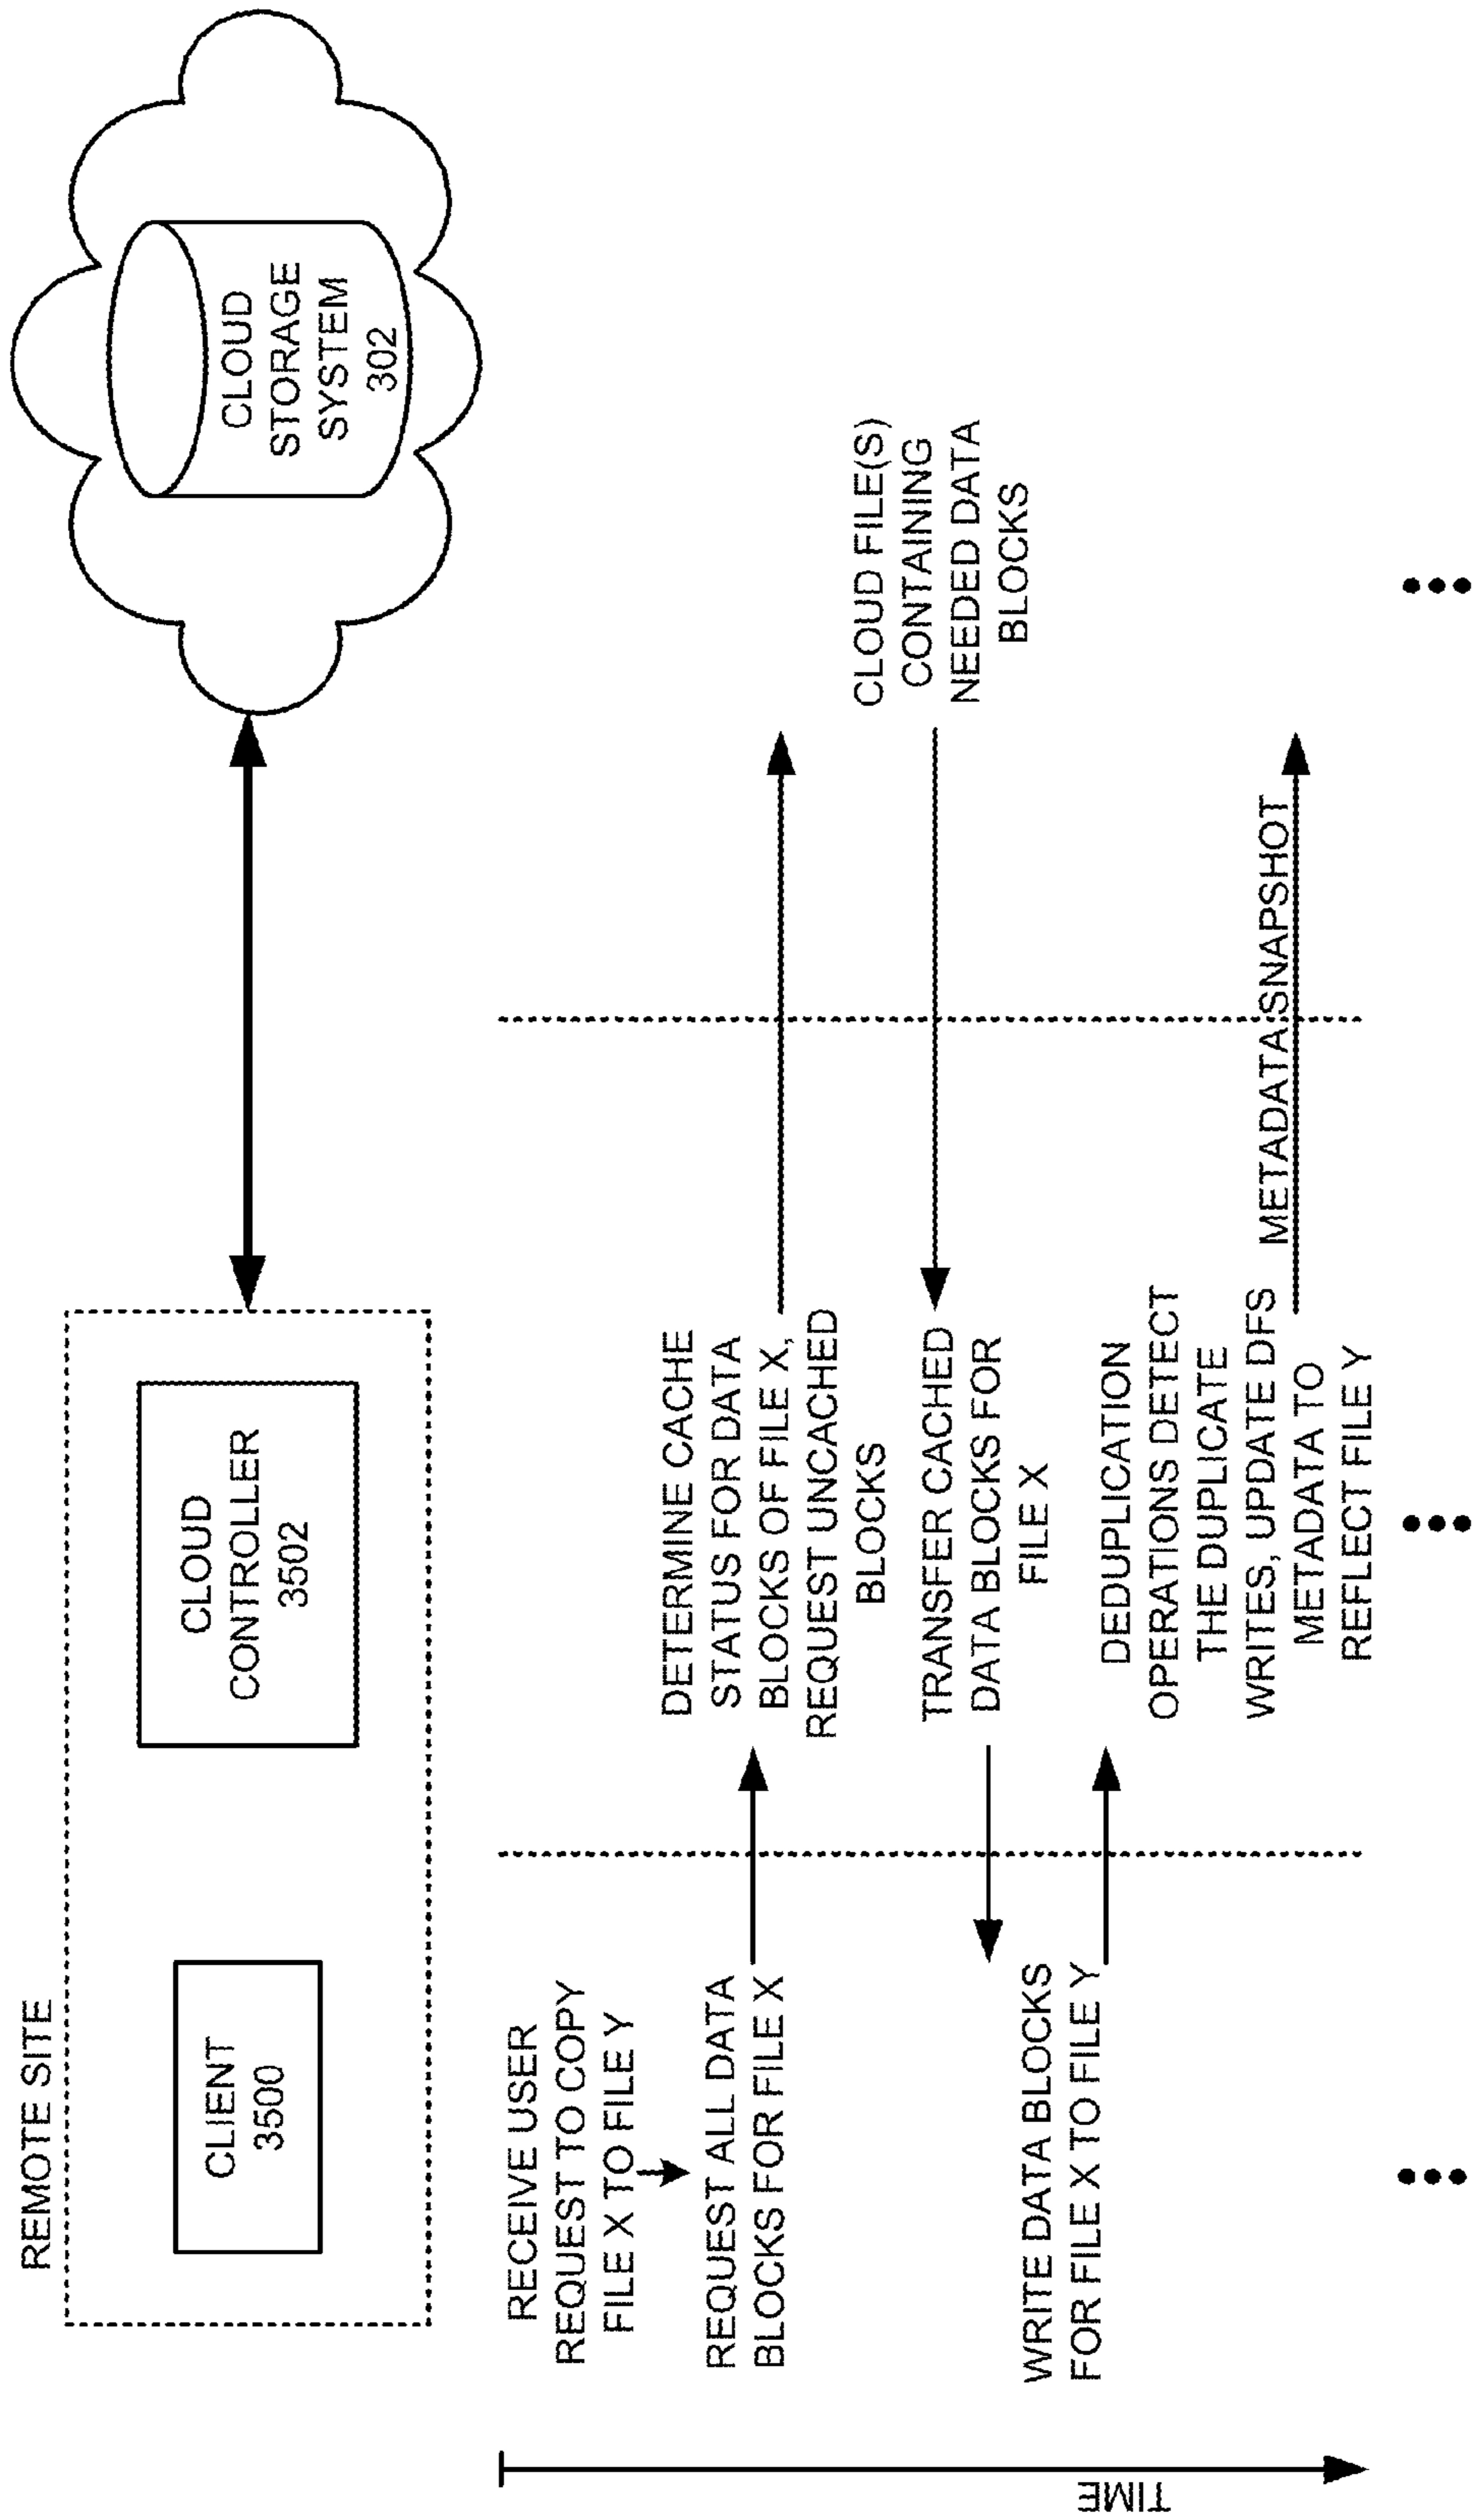 REMOTE SITE
CLIENT
3500
CLOUD
CONTROLLER
3502
CLOUD
STORAGE
SYSTEM
302
TIME
RECEIVE USER
REQUEST TO COPY
FILE X TO FILE Y
REQUEST ALL DATA
BLOCKS FOR FILE X
DETERMINE CACHE
STATUS FOR DATA
BLOCKS OF FILE X,
REQUEST UNCACHED
BLOCKS
CLOUD FILE(S)
CONTAINING
NEEDED DATA
BLOCKS
TRANSFER CACHED
DATA BLOCKS FOR
FILE X
WRITE DATA BLOCKS
FOR FILE X TO FILE Y
DEDUPLICATION
OPERATIONS DETECT
THE DUPLICATE
WRITES, UPDATE DFS
METADATA TO
REFLECT FILE Y
METADATA SNAPSHOT